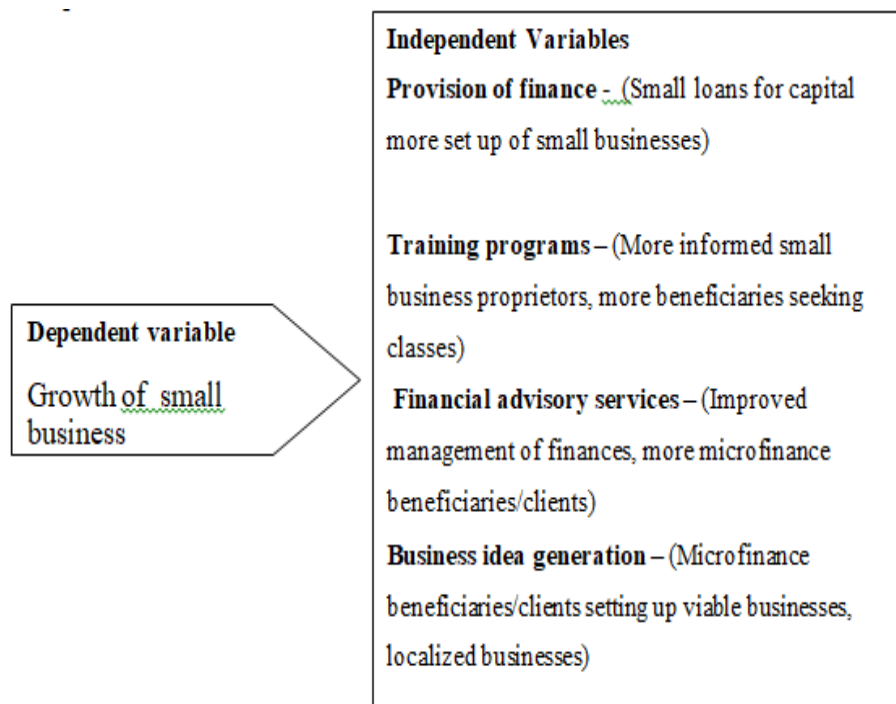 Dependent variable
Growth of small
business
Independent Variables
Provision of finance - (Small loans for capital
more set up of small businesses)
Training programs – (More informed small
business proprietors, more beneficiaries seeking
classes)
Financial advisory services – (Improved
management of finances, more microfinance
beneficiaries/clients)
Business idea generation – (Microfinance
beneficiaries/clients setting up viable businesses,
localized businesses)